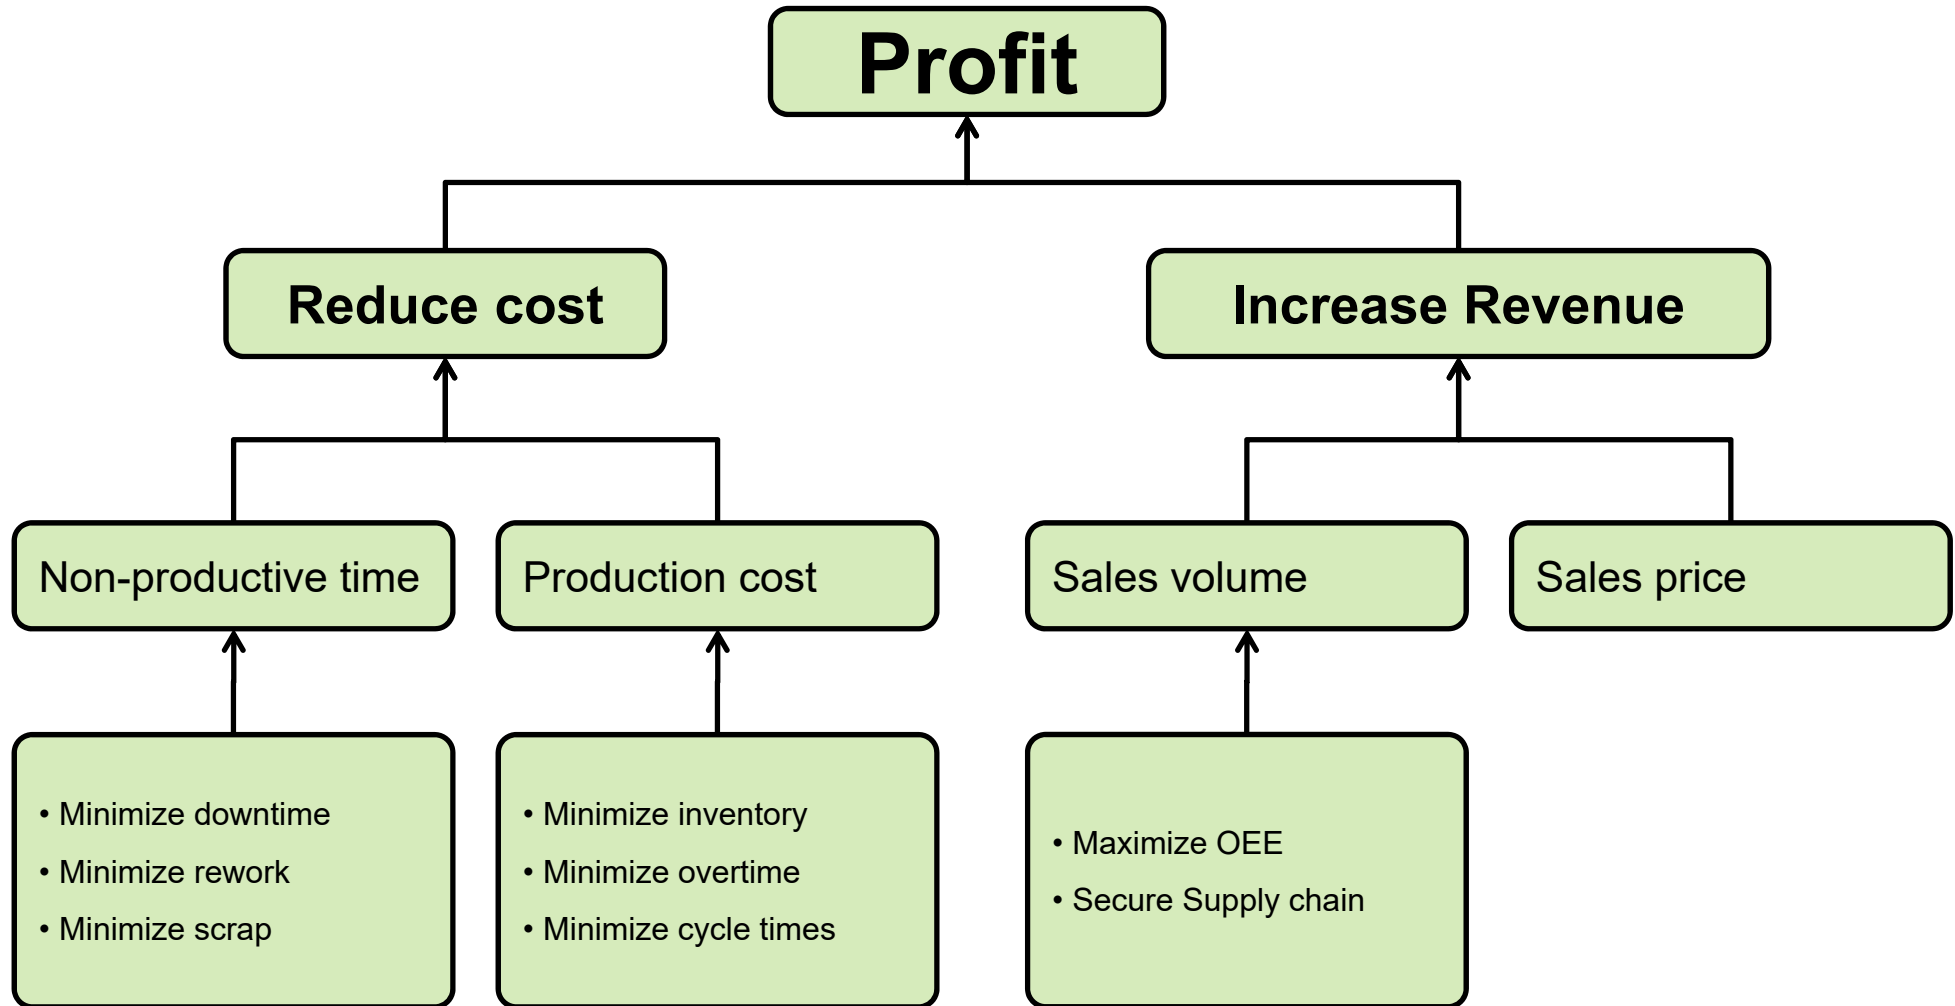 Profit
Reduce cost
Increase Revenue
Non-productive time
Production cost
Sales volume
Sales price
• Minimize downtime
• Minimize rework
• Minimize scrap
• Minimize inventory
• Minimize overtime
• Minimize cycle times
• Maximize OEE
• Secure Supply chain